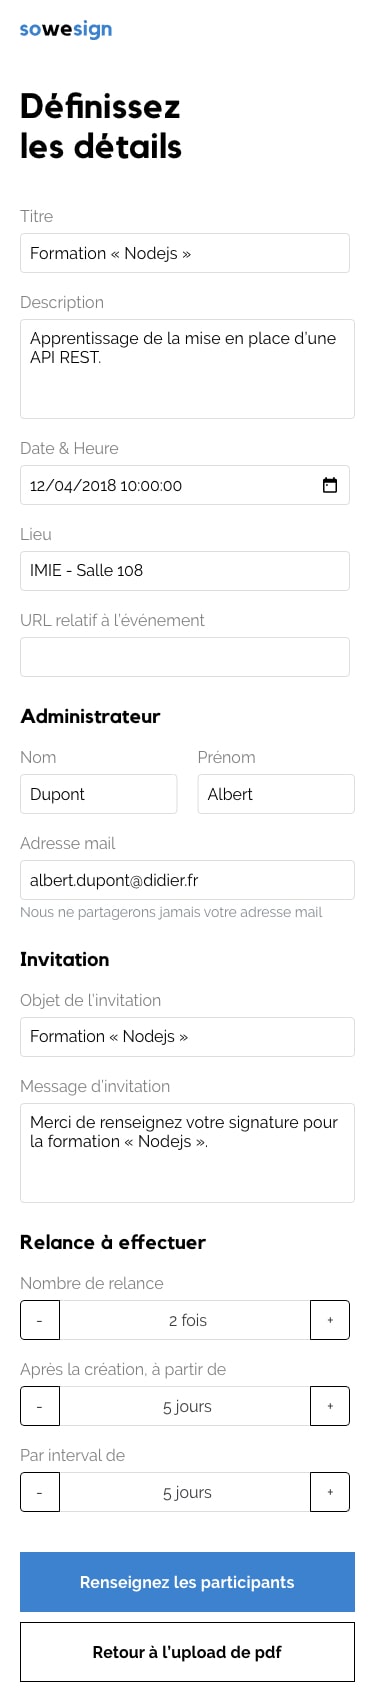 sowesign
Définissez
les détails
Titre
Formation « Nodejs »
Description
Apprentissage de la mise en place d'une
API REST.
Date & Heure
12/04/2018 10:00:00
Lieu
IMIE - Salle 108
URL relatif à l'événement
Administrateur
Nom Prénom
Dupont Albert
Adresse mail
albert.dupont@didier.fr
Nous ne partagerons jamais votre adresse mail
Invitation
Objet de l'invitation
Formation « Nodejs »
Message d'invitation
Merci de renseignez votre signature pour
la formation « Nodejs ».
Relance à effectuer
Nombre de relance
- 2 fois +
Après la création, à partir de
- 5 jours +
Par interval de
- 5 jours +
Renseignez les participants
Retour à l'upload de pdf